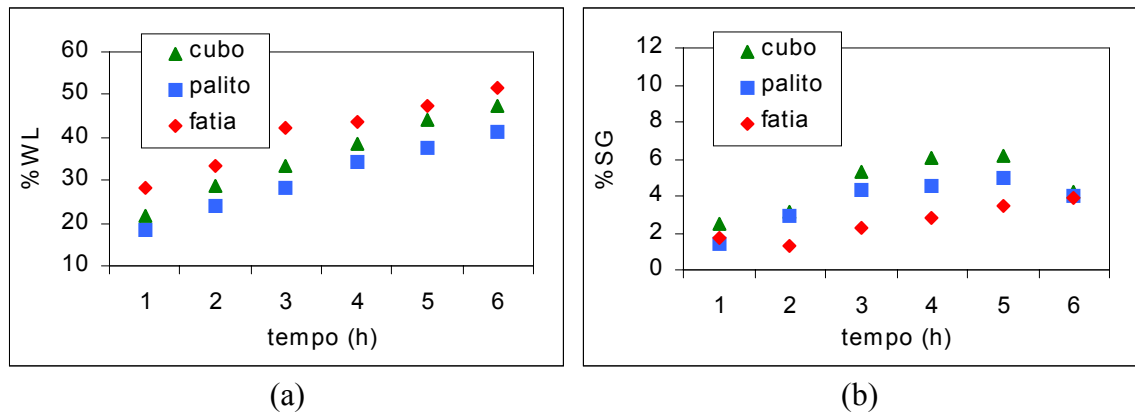 60
50
40
30
20
10
%WL
cubo
palito
fatia
1 2 3 4 5 6
tempo (h)
(a)
12
10
8
6
4
2
0
%SG
cubo
palito
fatia
1 2 3 4 5 6
tempo (h)
(b)